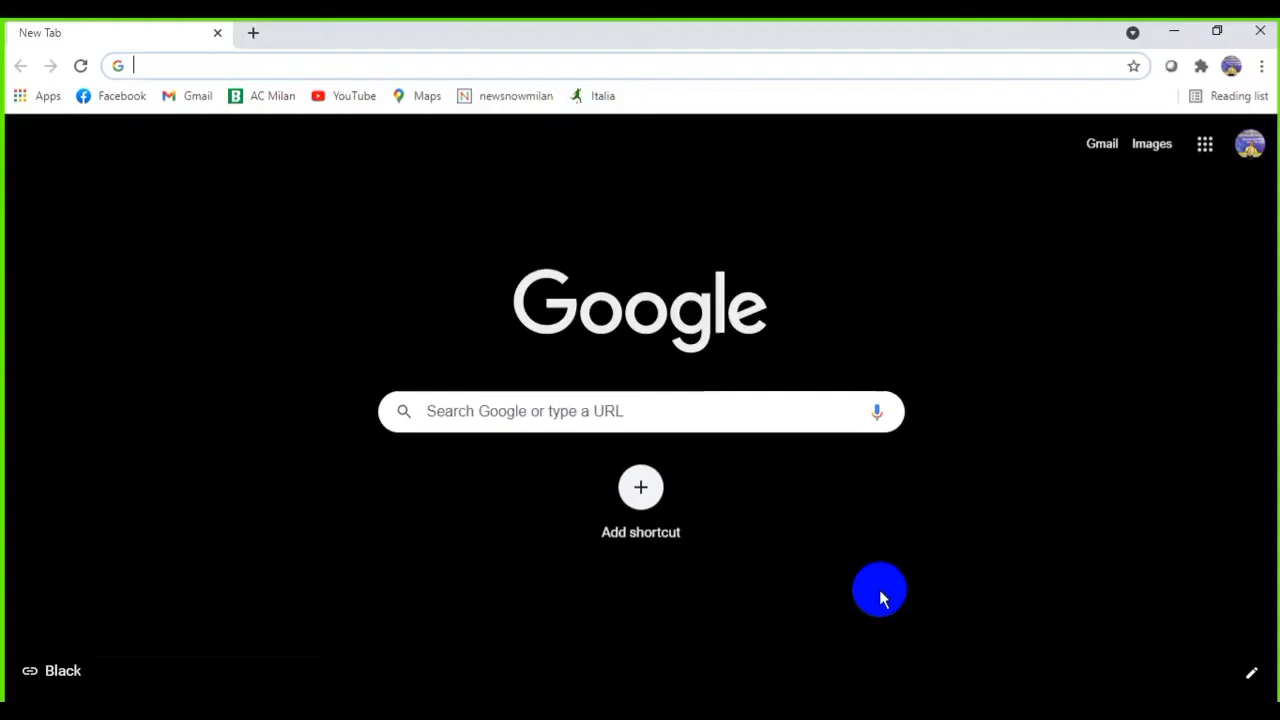 New Tab
Apps Facebook Gmail AC Milan YouTube Maps newsnowmilan Italia Reading list
Gmail Images
Google
Search Google or type a URL
Add shortcut
Black